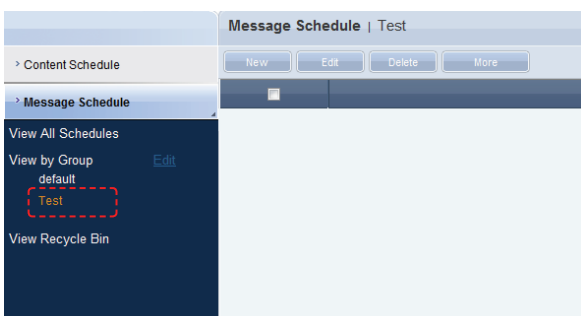 Message Schedule | Test
Content Schedule
New Edit Delete More
Message Schedule
View All Schedules
View by Group Edit
default
Test
View Recycle Bin